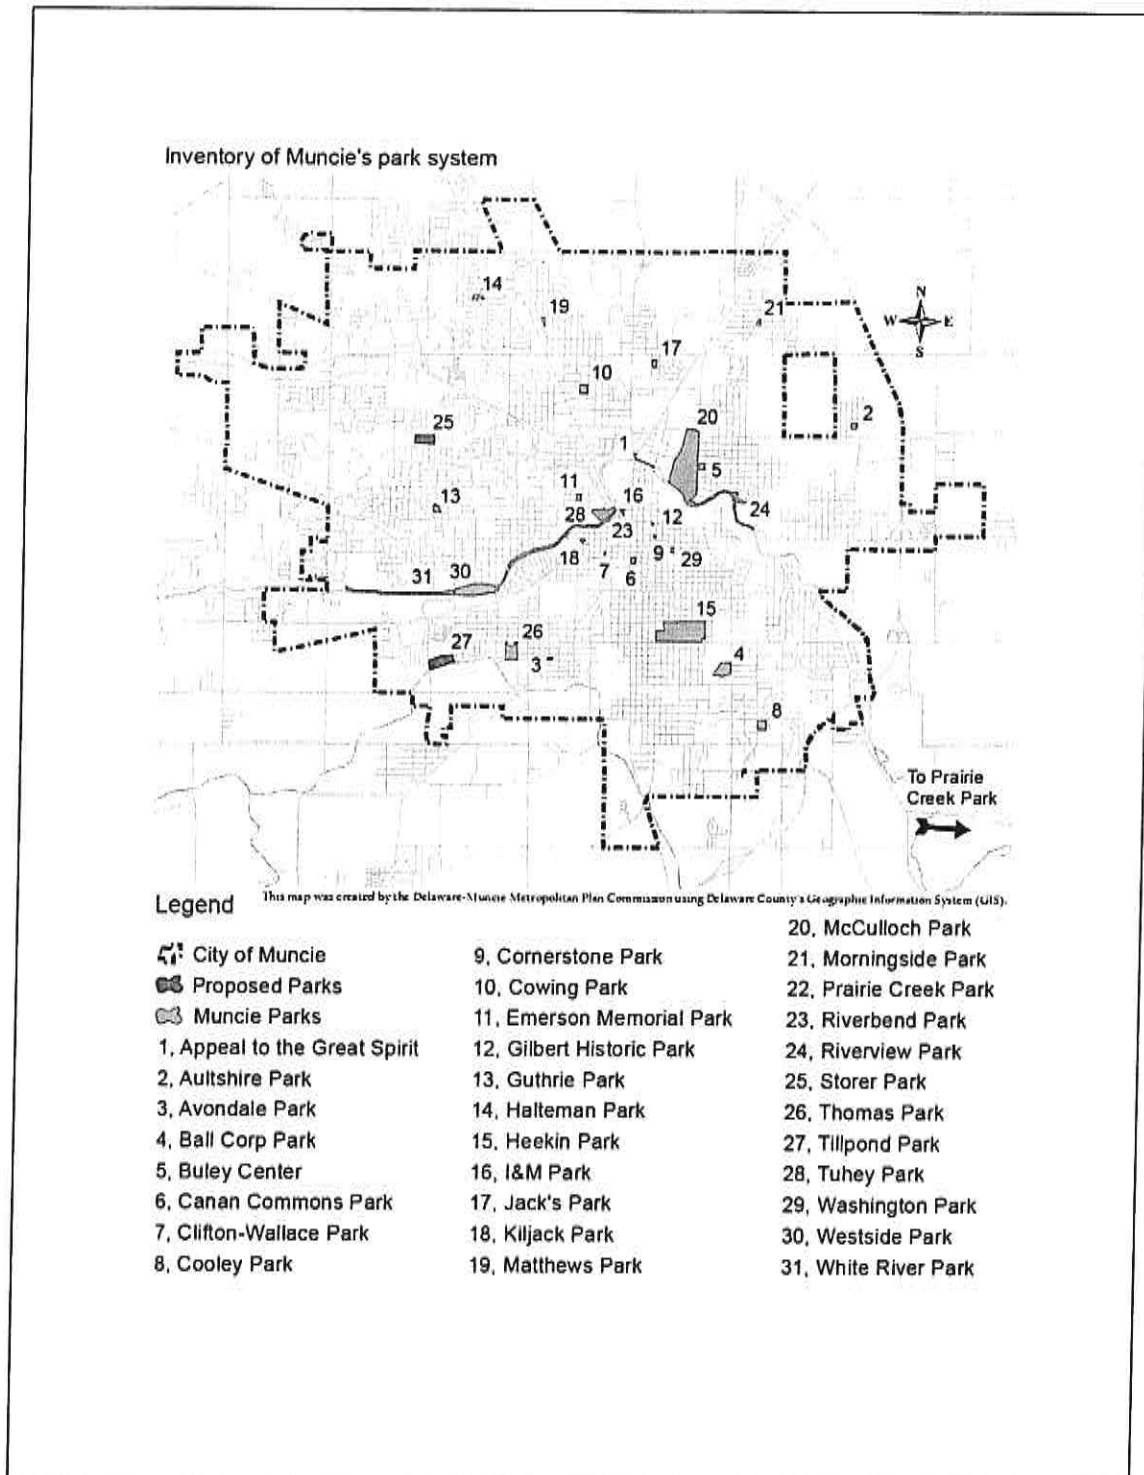 Inventory of Muncie's park system
14
19
21
N
W E
S
17
10
2
20
25
1
5
11
13
16
28
12
24
23
18
9
29
7
6
31
30
15
26
27
4
3
8
To Prairie
Creek Park
Legend
This map was created by the Delaware-Muncie Metropolitan Plan Commission using Delaware County's Geographic Information System (GIS).
City of Muncie
Proposed Parks
Muncie Parks
1, Appeal to the Great Spirit
2, Aultshire Park
3, Avondale Park
4, Ball Corp Park
5, Buley Center
6, Canan Commons Park
7, Clifton-Wallace Park
8, Cooley Park
9, Cornerstone Park
10, Cowing Park
11, Emerson Memorial Park
12, Gilbert Historic Park
13, Guthrie Park
14, Halteman Park
15, Heekin Park
16, I&M Park
17, Jack's Park
18, Kiljack Park
19, Matthews Park
20, McCulloch Park
21, Morningside Park
22, Prairie Creek Park
23, Riverbend Park
24, Riverview Park
25, Storer Park
26, Thomas Park
27, Tillpond Park
28, Tuhey Park
29, Washington Park
30, Westside Park
31, White River Park